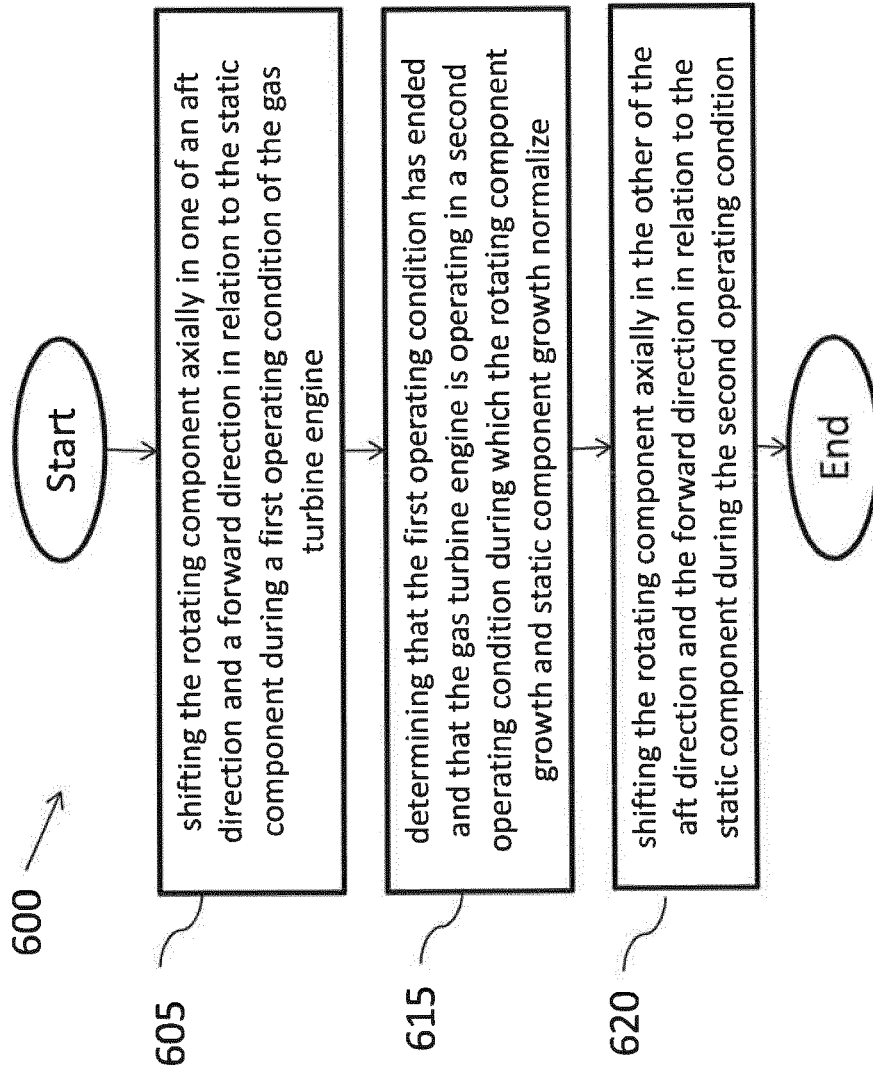 600
Start
605
shifting the rotating component axially in one of an aft
direction and a forward direction in relation to the static
component during a first operating condition of the gas
turbine engine
615
determining that the first operating condition has ended
and that the gas turbine engine is operating in a second
operating condition during which the rotating component
growth and static component growth normalize
620
shifting the rotating component axially in the other of the
aft direction and the forward direction in relation to the
static component during the second operating condition
End